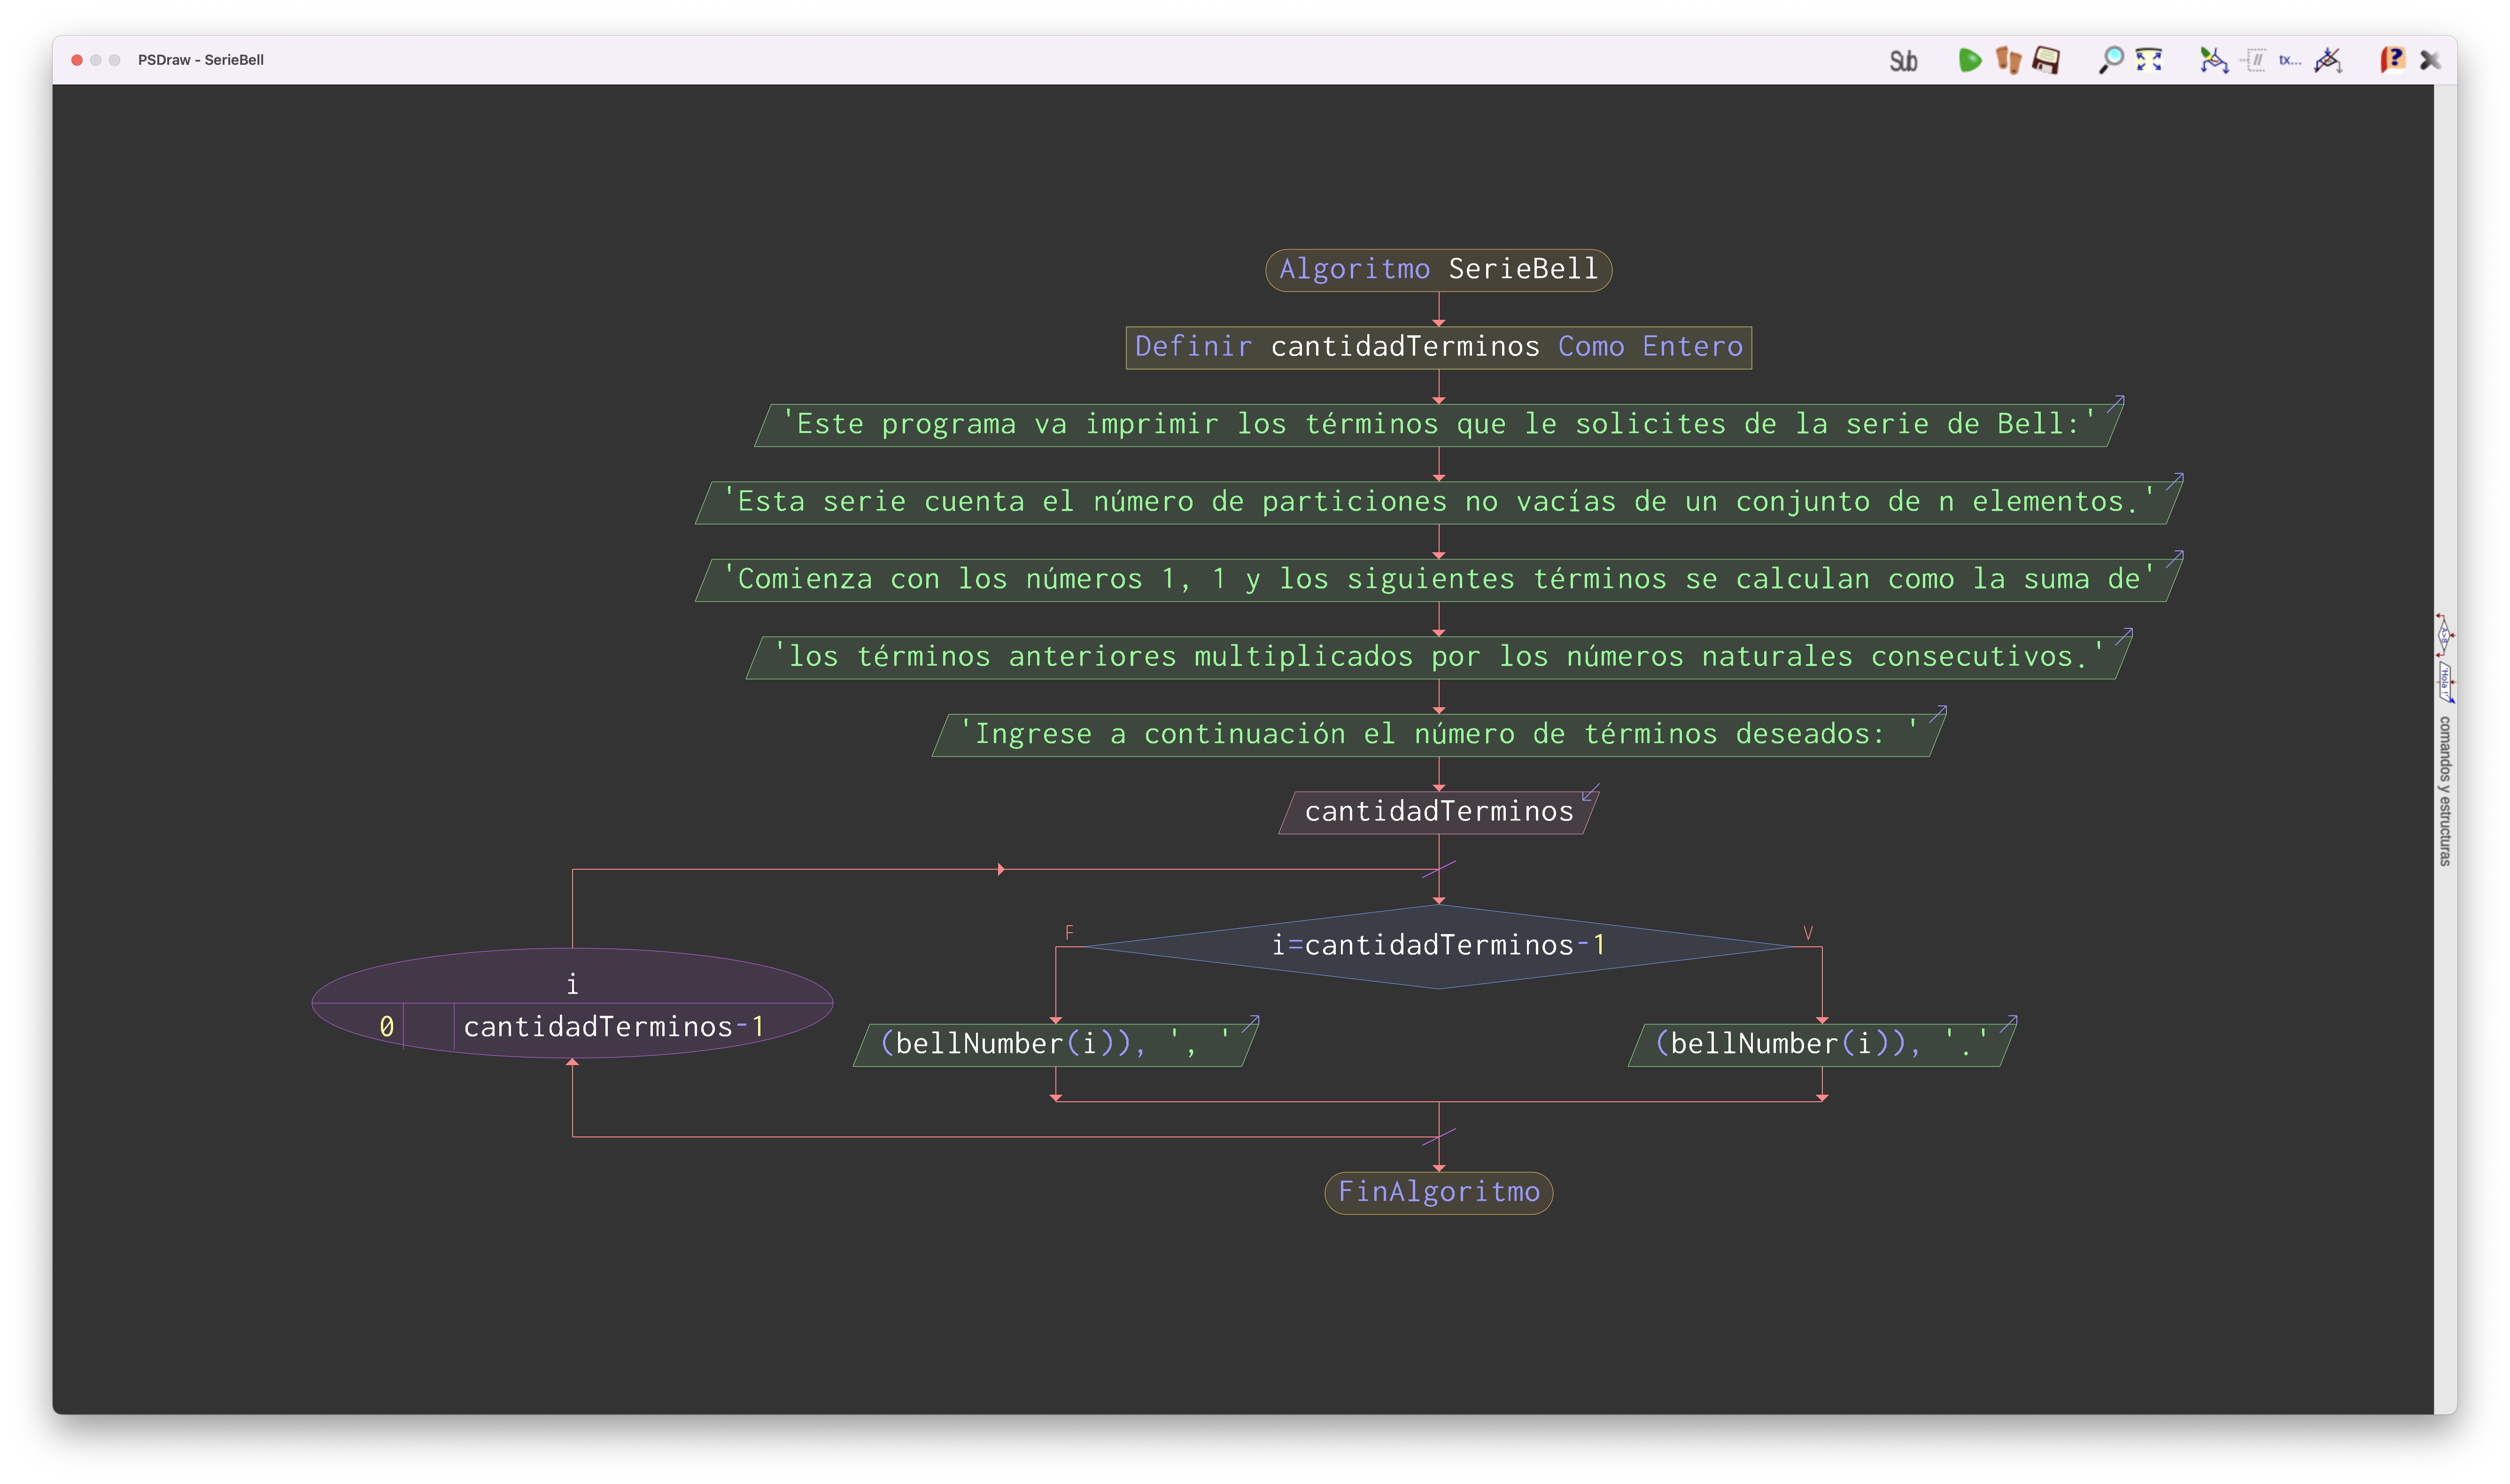 PSDraw - SerieBell
Sub
tx...
Algoritmo SerieBell
Definir cantidadTerminos Como Entero
'Este programa va imprimir los términos que le solicites de la serie de Bell:'
'Esta serie cuenta el número de particiones no vacías de un conjunto de n elementos.'
'Comienza con los números 1, 1 y los siguientes términos se calculan como la suma de'
'los términos anteriores multiplicados por los números naturales consecutivos.'
'Ingrese a continuación el número de términos deseados: '
cantidadTerminos
F
V
i=cantidadTerminos-1
i
0
cantidadTerminos-1
(bellNumber(i)), ', '
(bellNumber(i)), '.'
FinAlgoritmo
'Hola !'
comandos y estructuras